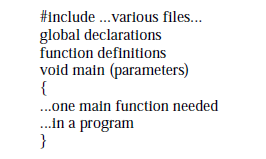 #include ...various files...
global declarations
function definitions
void main (parameters)
{
...one main function needed
...in a program
}